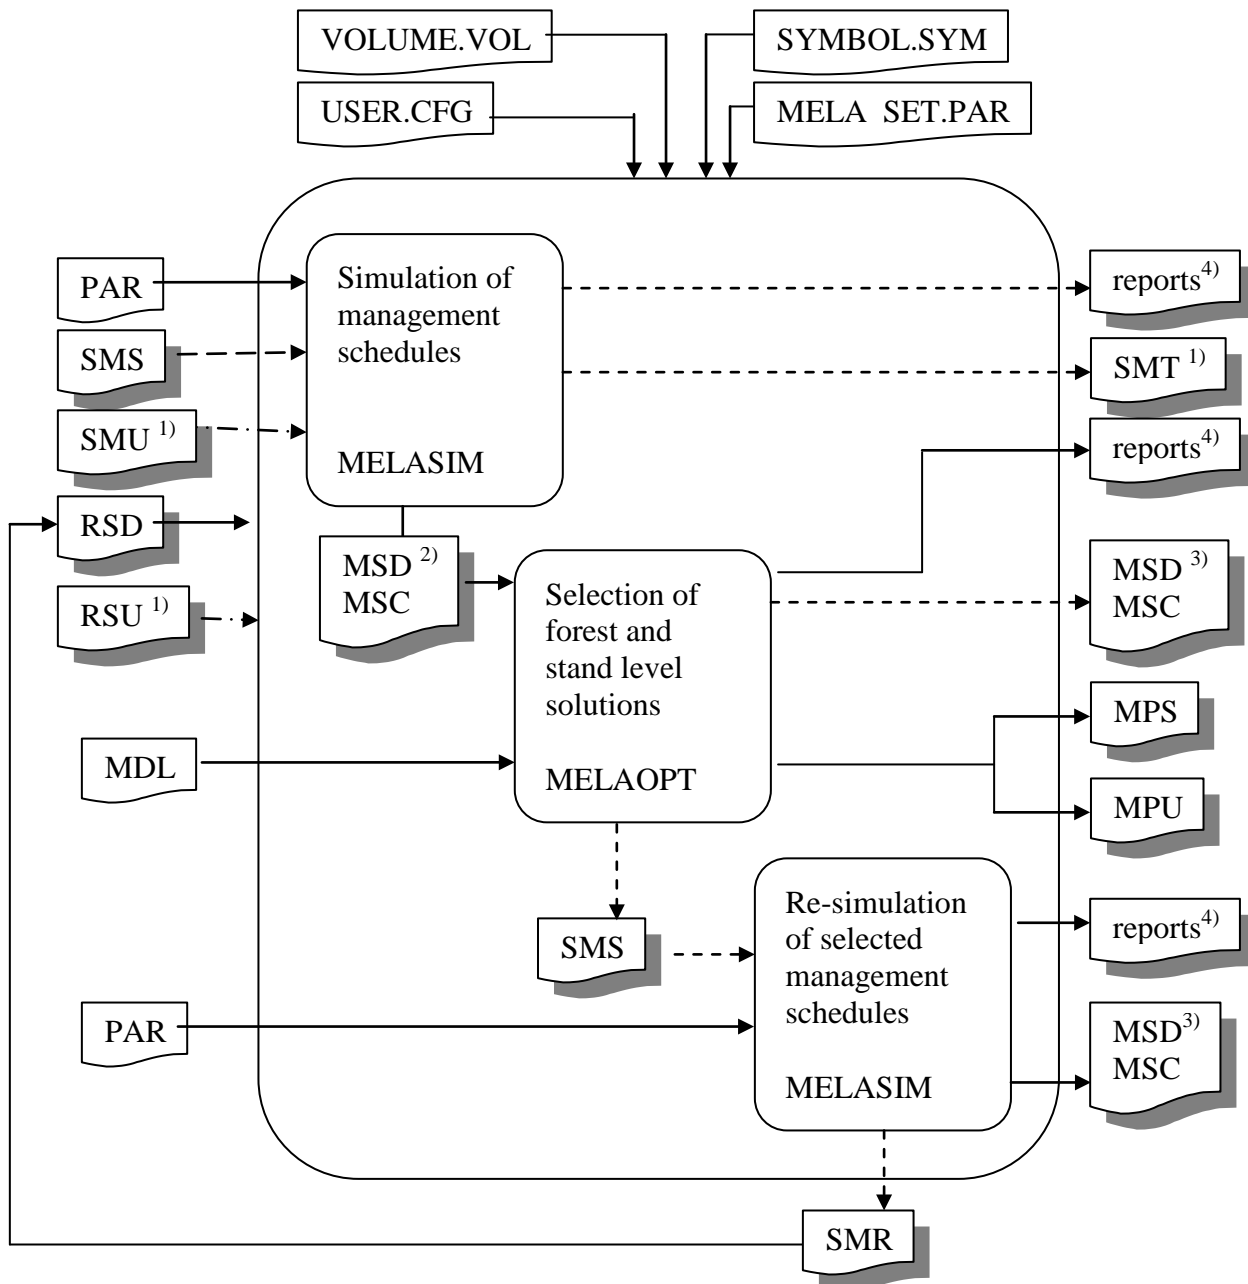 VOLUME.VOL
SYMBOL.SYM
USER.CFG
MELA SET.PAR
PAR
SMS
SMU 1)
RSD
RSU 1)
MDL
PAR
Simulation of
management
schedules
MELASIM
MSD 2)
MSC
Selection of
forest and
stand level
solutions
MELAOPT
SMS
Re-simulation
of selected
management
schedules
MELASIM
SMR
reports4)
SMT 1)
reports4)
MSD 3)
MSC
MPS
MPU
reports4)
MSD3)
MSC